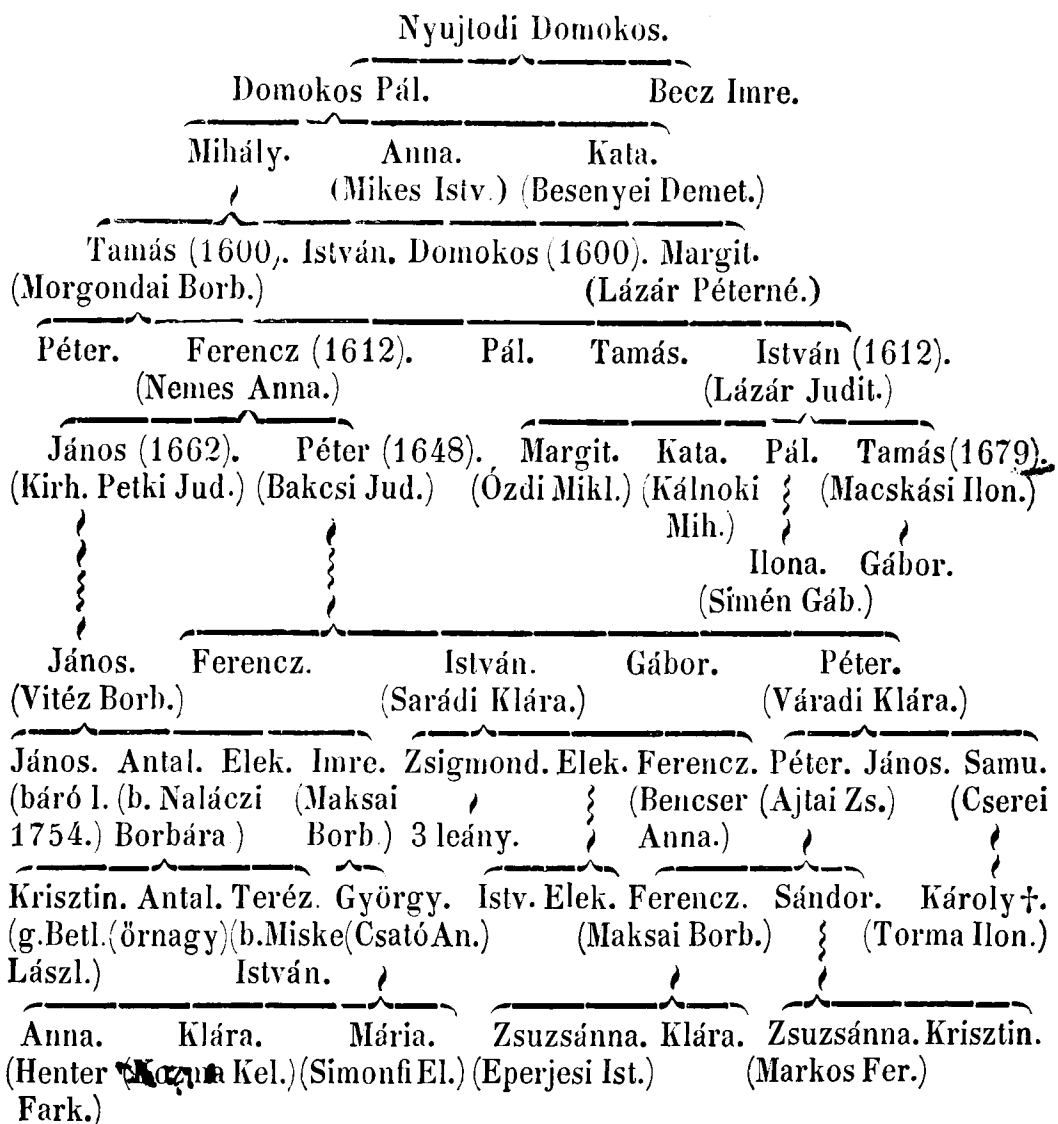 Nyujtodi Domokos.
Domokos Pál. Becz Imre.
Mihály. Anna. Kata.
(Mikes Istv.) (Besenyei Demet.)
Tamás (1600). István. Domokos (1600). Margit.
(Morgondai Borb.) (Lázár Péterné.)
Péter. Ferencz (1612). Pál. Tamás. István (1612).
(Nemes Anna.) (Lázár Judit.)
János (1662). Péter (1648). Margit. Kata. Pál. Tamás (1679).
(Kirh. Petki Jud.) (Bakcsi Jud.) (Ózdi Mikl.) (Kálnoki (Macskási Ilon.)
Mih.)
Ilona. Gábor.
(Simén Gáb.)
János. Ferencz. István. Gábor. Péter.
(Vitéz Borb.) (Sarádi Klára.) (Váradi Klára.)
János. Antal. Elek. Imre. Zsigmond. Elek. Ferencz. Péter. János. Samu.
(báró l. (b. Naláczi (Maksai (Bencser (Ajtai Zs.) (Cserei
1754.) Borbára) Borb.) 3 leány. Anna.)
Krisztin. Antal. Teréz. György. Istv. Elek. Ferencz. Sándor. Károly †.
(g. Betl. (őrnagy) (b. Miske (Csató An.) (Maksai Borb.) (Torma Ilon.)
Lászl.) István.
Anna. Klára. Mária. Zsuzsánna. Klára. Zsuzsánna. Krisztin.
(Henter Kel.) (Simonfi El.) (Eperjesi Ist.) (Markos Fer.)
Fark.)